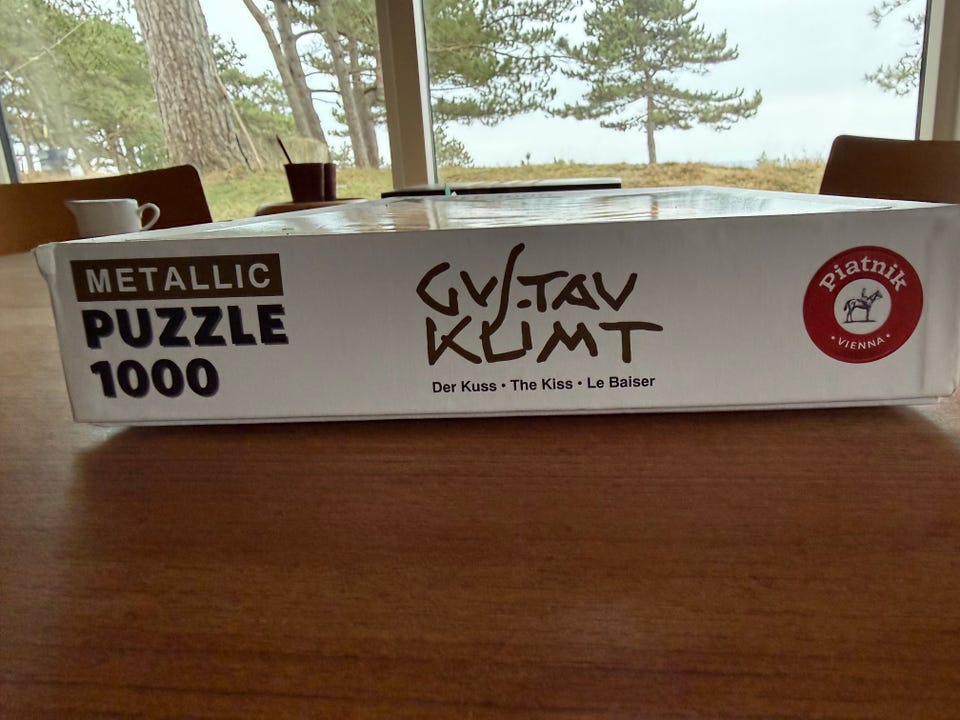 METALLIC
PUZZLE
1000
GUSTAV
KLIMT
Der Kuss • The Kiss • Le Baiser
Piatnik
• VIENNA •